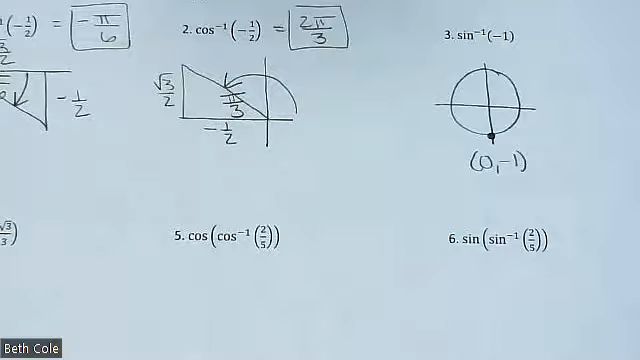 (-1/2) = -π/6
2. cos⁻¹(-1/2) = 2π/3
3. sin⁻¹(-1)
√3/2
-1/2
√3/2
π/3
-1/2
(0,-1)
√3/3)
5. cos(cos⁻¹(2/5))
6. sin(sin⁻¹(2/5))
Beth Cole